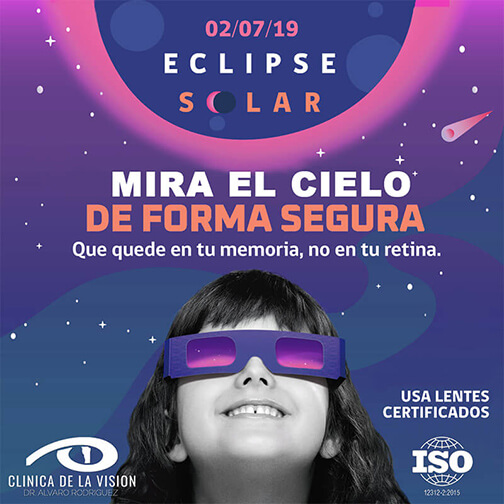 02/07/19
ECLIPSE
SOLAR
MIRA EL CIELO
DE FORMA SEGURA
Que quede en tu memoria, no en tu retina.
USA LENTES
CERTIFICADOS
CLINICA DE LA VISION
DR. ALVARO RODRIGUEZ
ISO
12312-2:2015